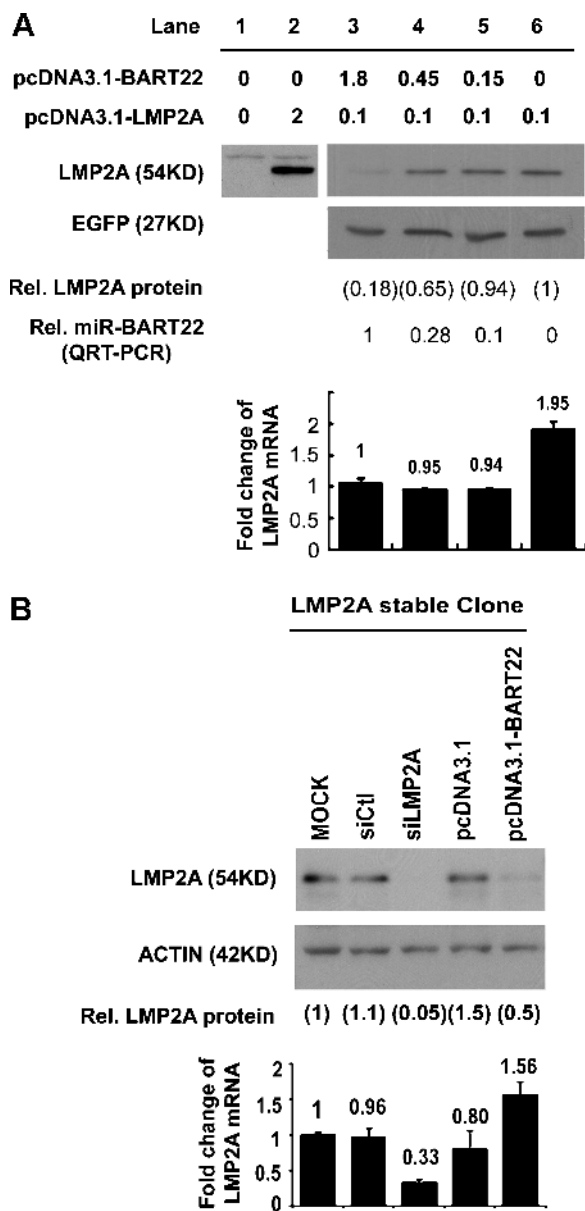 A
Lane 1 2 3 4 5 6
pcDNA3.1-BART22 0 0 1.8 0.45 0.15 0
pcDNA3.1-LMP2A 0 2 0.1 0.1 0.1 0.1
LMP2A (54KD)
EGFP (27KD)
Rel. LMP2A protein (0.18) (0.65) (0.94) (1)
Rel. miR-BART22 1 0.28 0.1 0
(QRT-PCR)
Fold change of
LMP2A mRNA
2
1.5
1
0.5
0
1 0.95 0.94 1.95
B
LMP2A stable Clone
MOCK
siCtl
siLMP2A
pcDNA3.1
pcDNA3.1-BART22
LMP2A (54KD)
ACTIN (42KD)
Rel. LMP2A protein (1) (1.1) (0.05) (1.5) (0.5)
Fold change of
LMP2A mRNA
2
1.5
1
0.5
0
1 0.96 0.33 0.80 1.56